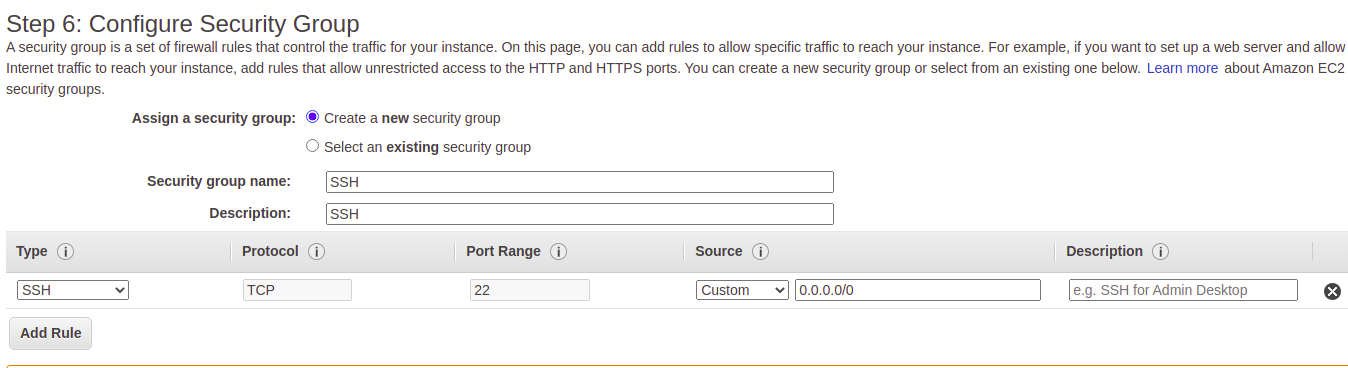 Step 6: Configure Security Group
A security group is a set of firewall rules that control the traffic for your instance. On this page, you can add rules to allow specific traffic to reach your instance. For example, if you want to set up a web server and allow
Internet traffic to reach your instance, add rules that allow unrestricted access to the HTTP and HTTPS ports. You can create a new security group or select from an existing one below. Learn more about Amazon EC2
security groups.
Assign a security group: Create a new security group
Select an existing security group
Security group name: SSH
Description: SSH
Type i Protocol i Port Range i Source i Description i
SSH TCP 22 Custom 0.0.0.0/0 e.g. SSH for Admin Desktop
Add Rule